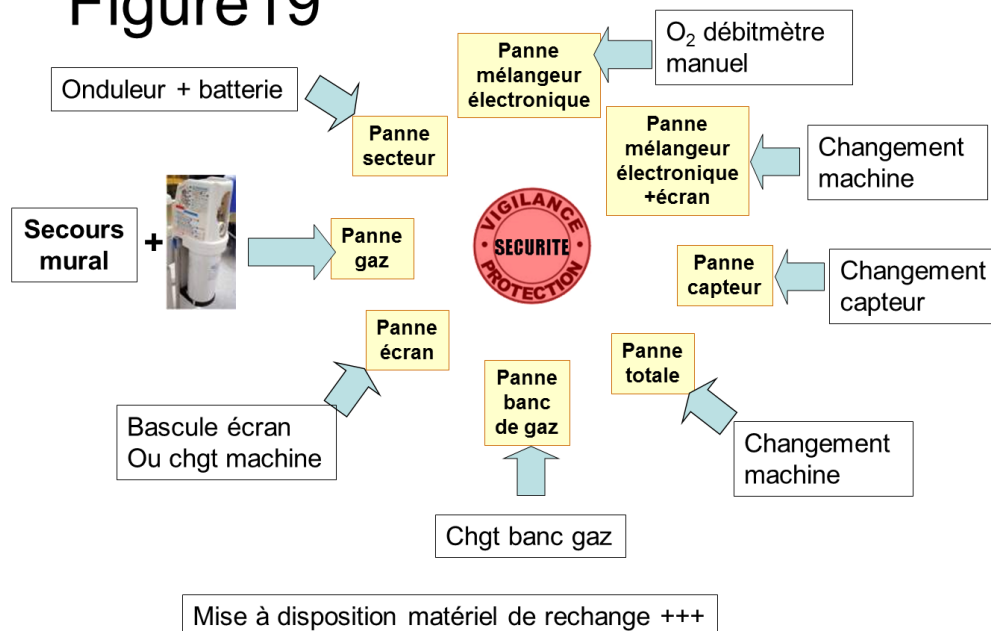 Figure19
Panne
mélangeur
électronique
O₂ débitmètre
manuel
Onduleur + batterie
Panne
secteur
Panne
mélangeur
électronique
+écran
Changement
machine
Secours
mural
+
Panne
gaz
VIGILANCE
SECURITE
PROTECTION
Panne
capteur
Changement
capteur
Panne
écran
Bascule écran
Ou chgt machine
Panne
banc
de gaz
Panne
totale
Changement
machine
Chgt banc gaz
Mise à disposition matériel de rechange +++